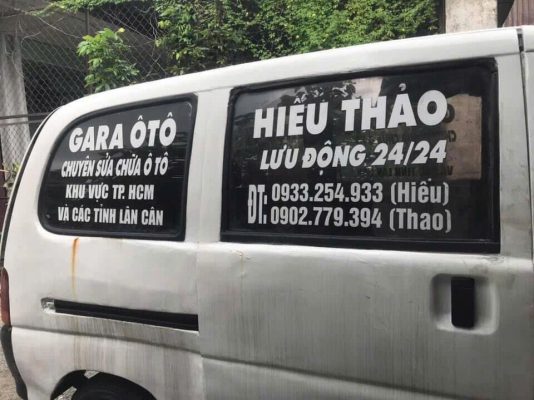 GARA ÔTÔ
CHUYÊN SỬA CHỮA Ô TÔ
KHU VỰC TP. HCM
VÀ CÁC TỈNH LÂN CẬN
HIẾU THẢO
LƯU ĐỘNG 24/24
ĐT: 0933.254.933 (Hiếu)
0902.779.394 (Thao)